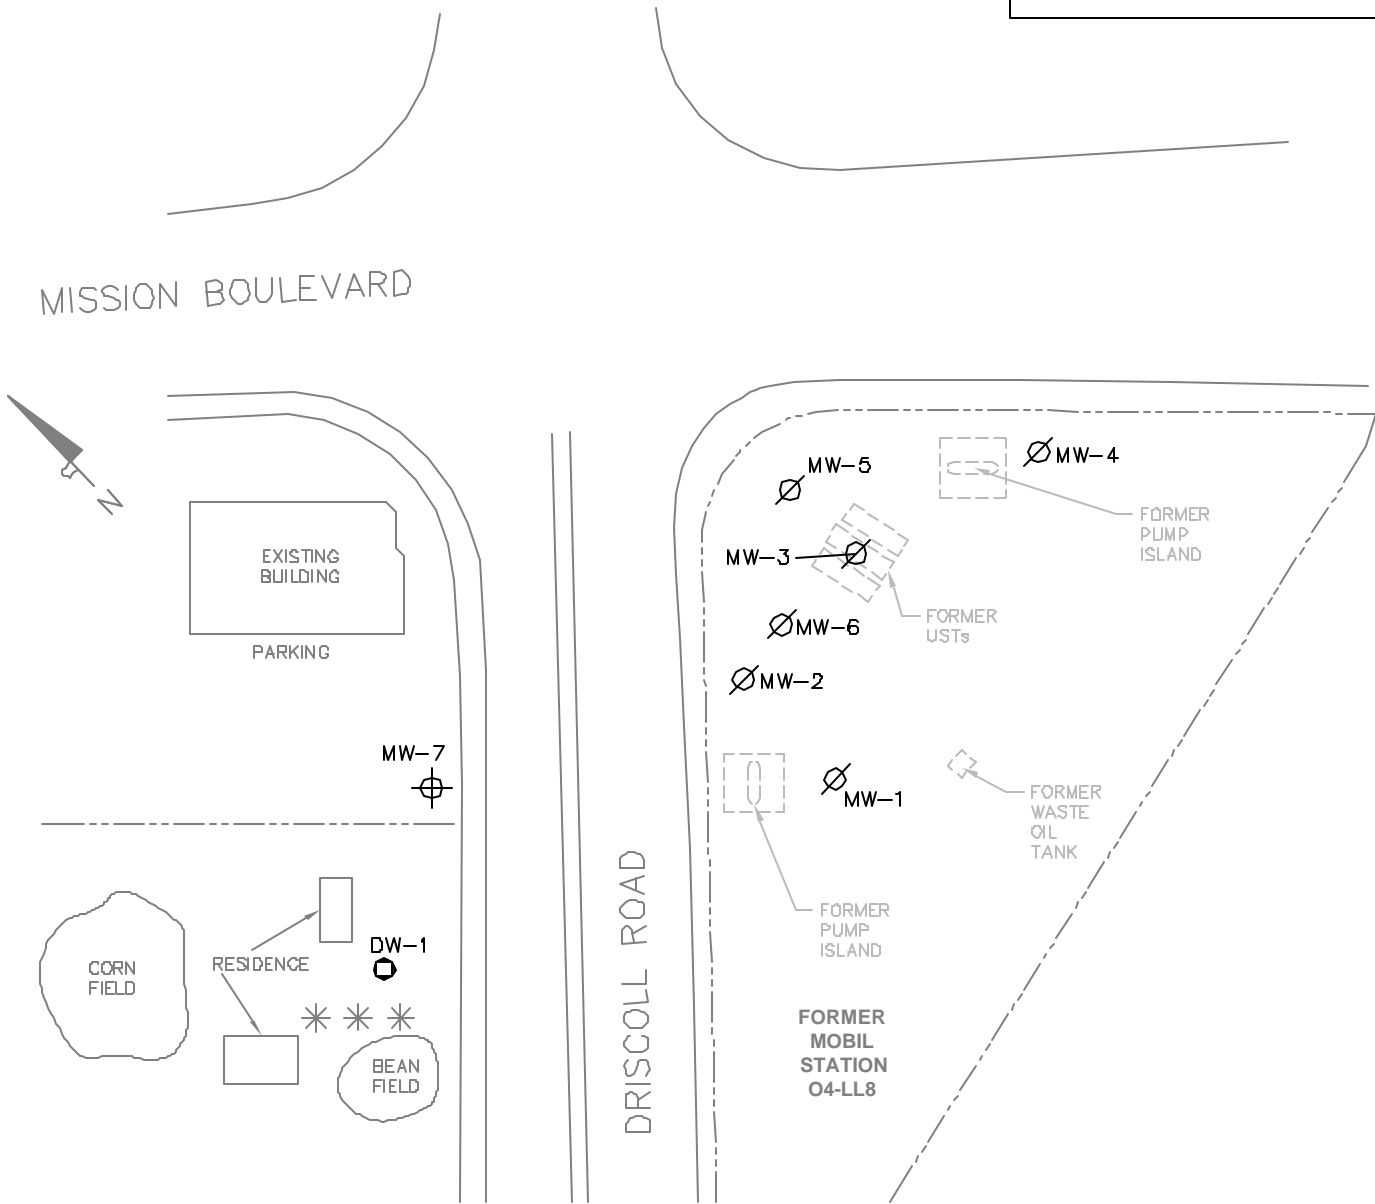 MISSION BOULEVARD
N
MW-5
MW-4
MW-3
FORMER
PUMP
ISLAND
EXISTING
BUILDING
FORMER
USTs
MW-6
PARKING
MW-2
MW-7
MW-1
FORMER
WASTE
OIL
TANK
DRISCOLL ROAD
FORMER
PUMP
ISLAND
DW-1
RESIDENCE
CORN
FIELD
FORMER
MOBIL
STATION
O4-LL8
BEAN
FIELD